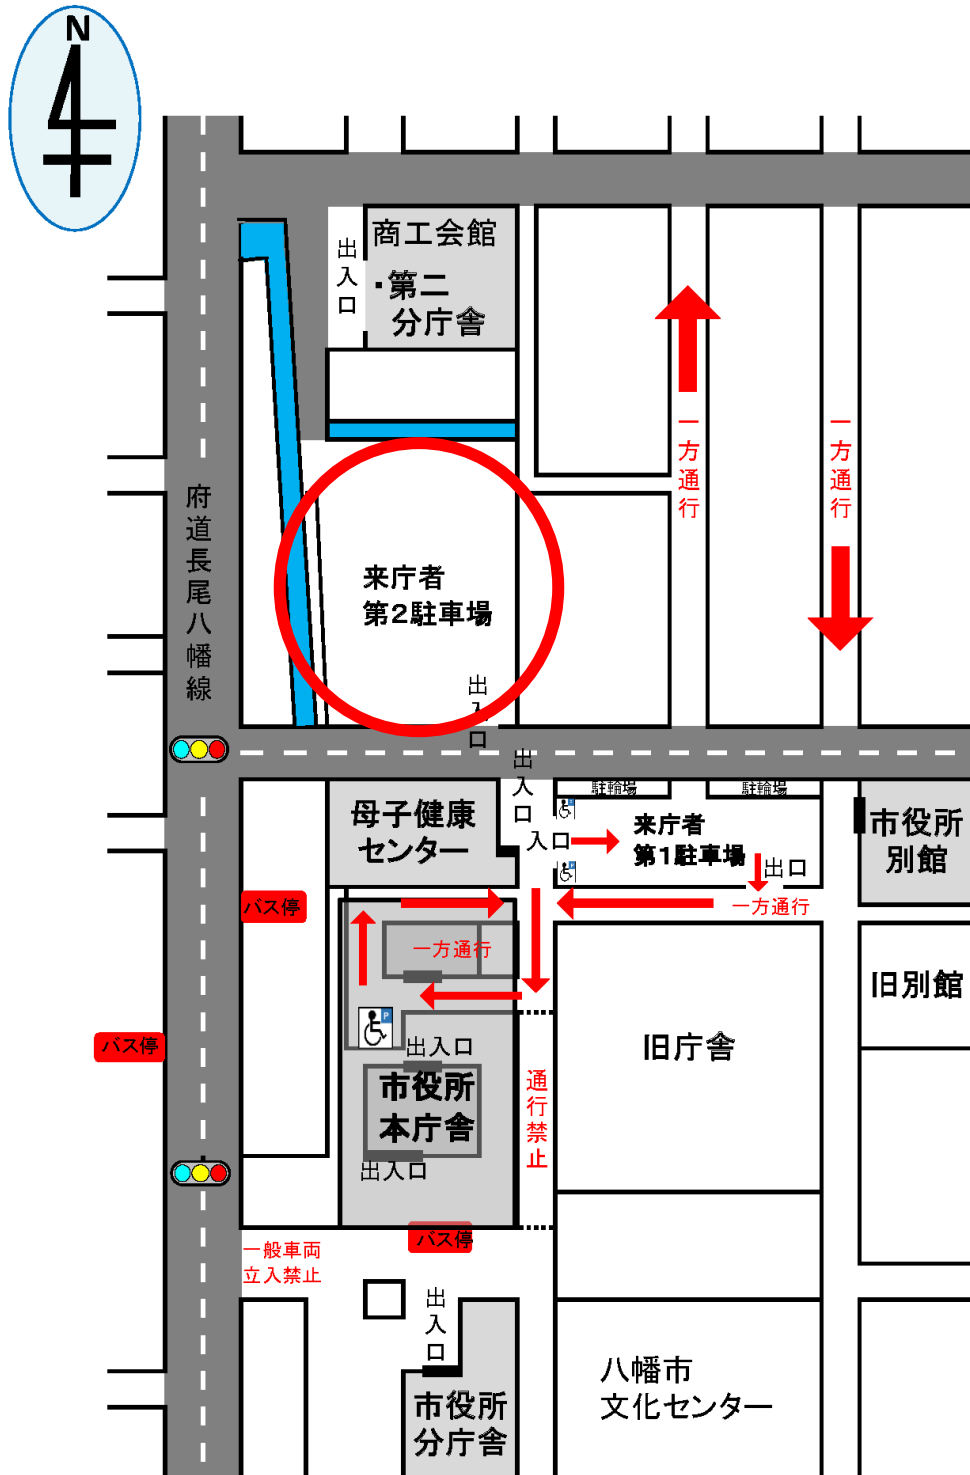 N
商工会館
・第二
分庁舎
出入口
一方通行
一方通行
府道長尾八幡線
来庁者
第2駐車場
出入口
出入口
駐輪場
駐輪場
母子健康
センター
P
入口
来庁者
第1駐車場
出口
P
市役所
別館
バス停
一方通行
一方通行
旧別館
P
バス停
出入口
旧庁舎
市役所
本庁舎
通行禁止
出入口
バス停
一般車両
立入禁止
出入口
八幡市
文化センター
市役所
分庁舎